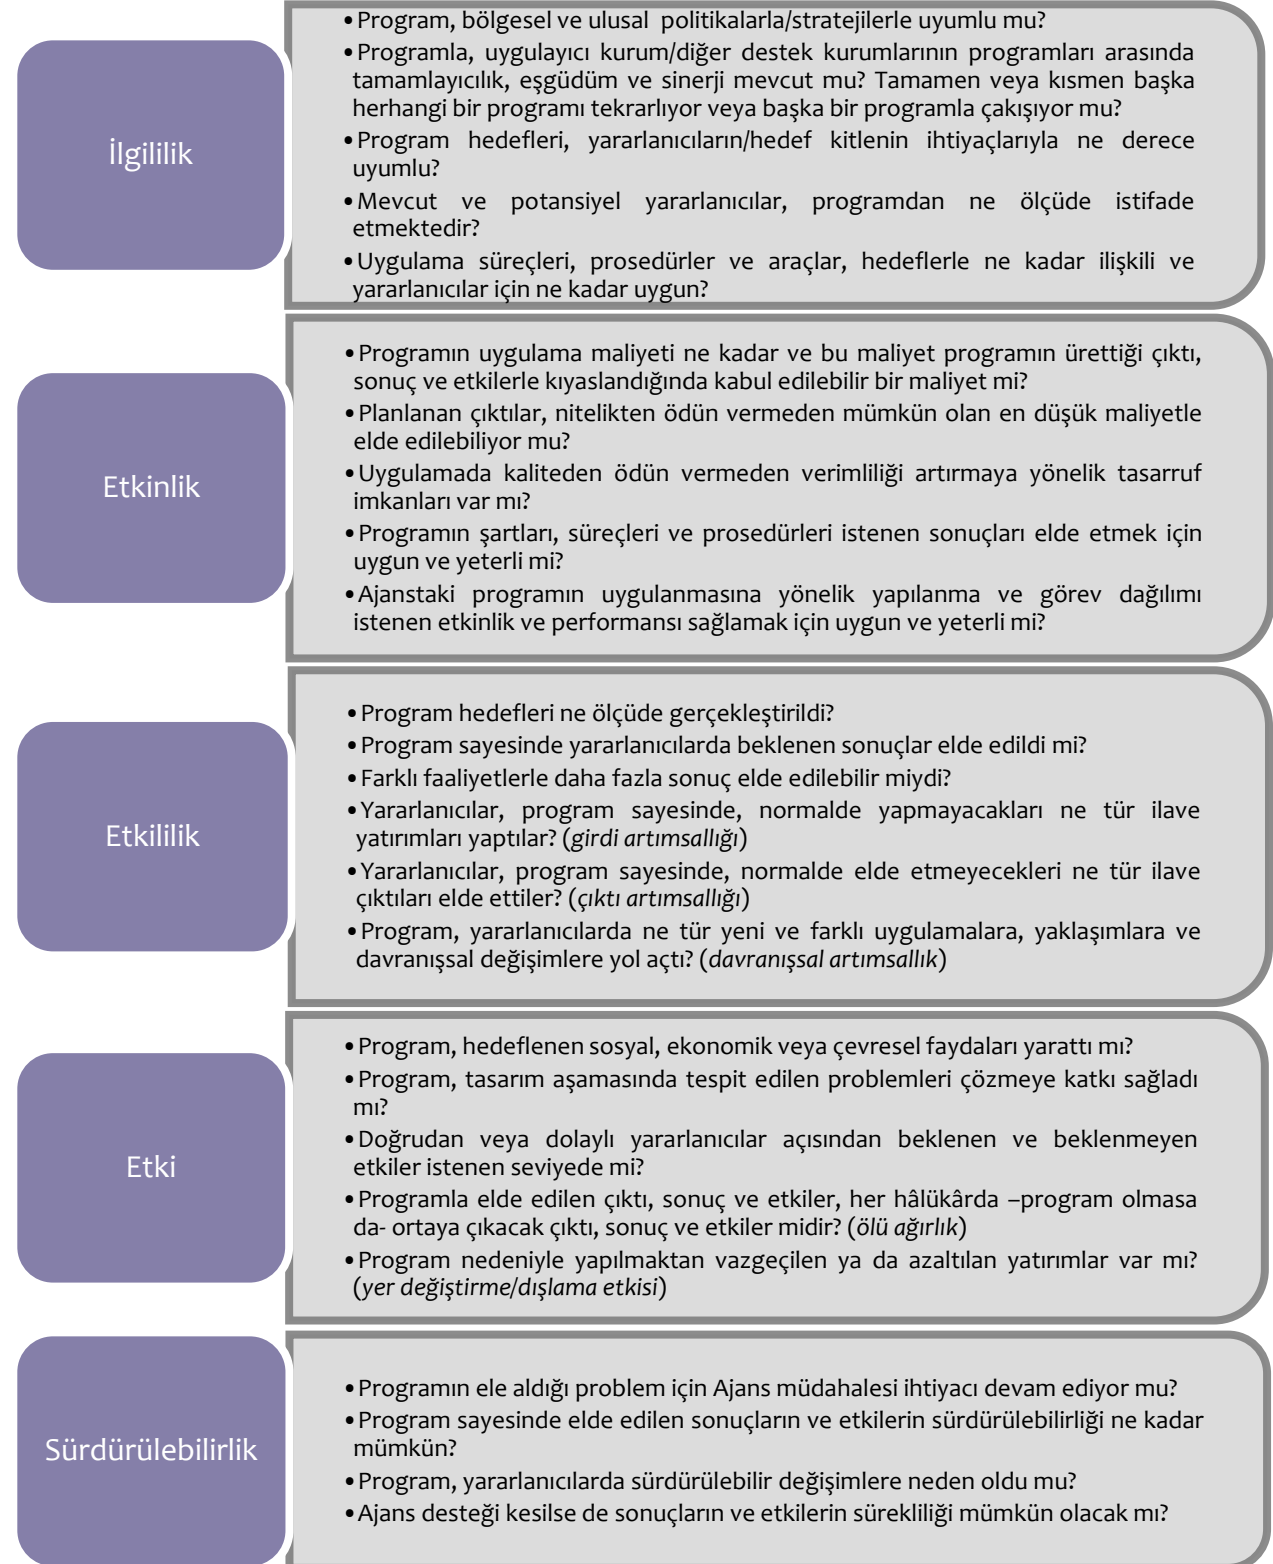 İlgililik
•Program, bölgesel ve ulusal politikalarla/stratejilerle uyumlu mu?
•Programla, uygulayıcı kurum/diğer destek kurumlarının programları arasında
tamamlayıcılık, eşgüdüm ve sinerji mevcut mu? Tamamen veya kısmen başka
herhangi bir programı tekrarlıyor veya başka bir programla çakışıyor mu?
•Program hedefleri, yararlanıcıların/hedef kitlenin ihtiyaçlarıyla ne derece
uyumlu?
•Mevcut ve potansiyel yararlanıcılar, programdan ne ölçüde istifade
etmektedir?
•Uygulama süreçleri, prosedürler ve araçlar, hedeflerle ne kadar ilişkili ve
yararlanıcılar için ne kadar uygun?
Etkinlik
•Programın uygulama maliyeti ne kadar ve bu maliyet programın ürettiği çıktı,
sonuç ve etkilerle kıyaslandığında kabul edilebilir bir maliyet mi?
•Planlanan çıktılar, nitelikten ödün vermeden mümkün olan en düşük maliyetle
elde edilebiliyor mu?
•Uygulamada kaliteden ödün vermeden verimliliği artırmaya yönelik tasarruf
imkanları var mı?
•Programın şartları, süreçleri ve prosedürleri istenen sonuçları elde etmek için
uygun ve yeterli mi?
•Ajanstaki programın uygulanmasına yönelik yapılanma ve görev dağılımı
istenen etkinlik ve performansı sağlamak için uygun ve yeterli mi?
Etkililik
•Program hedefleri ne ölçüde gerçekleştirildi?
•Program sayesinde yararlanıcılarda beklenen sonuçlar elde edildi mi?
•Farklı faaliyetlerle daha fazla sonuç elde edilebilir miydi?
•Yararlanıcılar, program sayesinde, normalde yapmayacakları ne tür ilave
yatırımları yaptılar? (girdi artımsallığı)
•Yararlanıcılar, program sayesinde, normalde elde etmeyecekleri ne tür ilave
çıktıları elde ettiler? (çıktı artımsallığı)
•Program, yararlanıcılarda ne tür yeni ve farklı uygulamalara, yaklaşımlara ve
davranışsal değişimlere yol açtı? (davranışsal artımsallık)
Etki
•Program, hedeflenen sosyal, ekonomik veya çevresel faydaları yarattı mı?
•Program, tasarım aşamasında tespit edilen problemleri çözmeye katkı sağladı
mı?
•Doğrudan veya dolaylı yararlanıcılar açısından beklenen ve beklenmeyen
etkiler istenen seviyede mi?
•Programla elde edilen çıktı, sonuç ve etkiler, her hâlükârda –program olmasa
da- ortaya çıkacak çıktı, sonuç ve etkiler midir? (ölü ağırlık)
•Program nedeniyle yapılmaktan vazgeçilen ya da azaltılan yatırımlar var mı?
(yer değiştirme/dışlama etkisi)
Sürdürülebilirlik
•Programın ele aldığı problem için Ajans müdahalesi ihtiyacı devam ediyor mu?
•Program sayesinde elde edilen sonuçların ve etkilerin sürdürülebilirliği ne kadar
mümkün?
•Program, yararlanıcılarda sürdürülebilir değişimlere neden oldu mu?
•Ajans desteği kesilse de sonuçların ve etkilerin sürekliliği mümkün olacak mı?